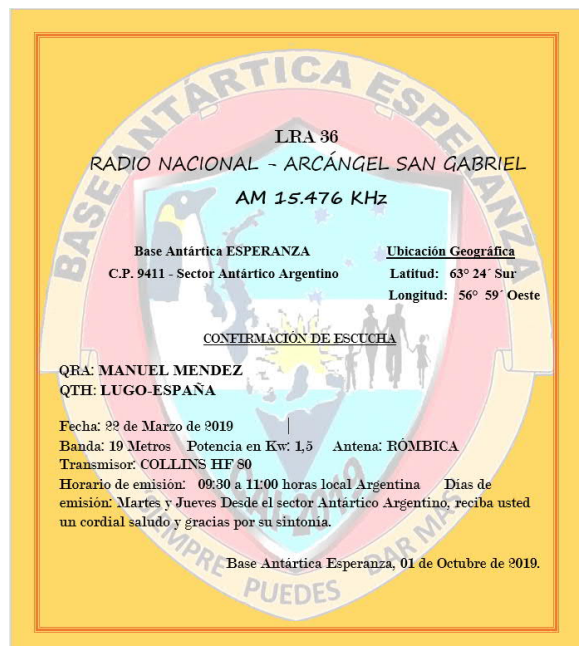 BASE ANTÁRTICA ESPERANZA
LRA 36
RADIO NACIONAL - ARCÁNGEL SAN GABRIEL
AM 15.476 KHz
Base Antártica ESPERANZA
C.P. 9411 - Sector Antártico Argentino
Ubicación Geográfica
Latitud: 63° 24´ Sur
Longitud: 56° 59´ Oeste
CONFIRMACIÓN DE ESCUCHA
QRA: MANUEL MENDEZ
QTH: LUGO-ESPAÑA
Fecha: 22 de Marzo de 2019
Banda: 19 Metros Potencia en Kw: 1,5 Antena: RÓMBICA
Transmisor: COLLINS HF 80
Horario de emisión: 09:30 a 11:00 horas local Argentina Días de
emisión: Martes y Jueves Desde el sector Antártico Argentino, reciba usted
un cordial saludo y gracias por su sintonía.
Base Antártica Esperanza, 01 de Octubre de 2019.
SIEMPRE PUEDES DAR MÁS